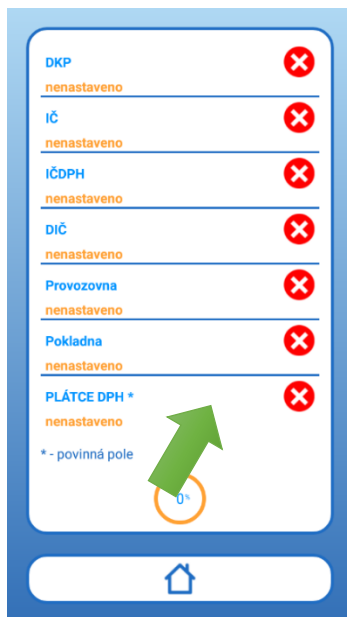 DKP
nenastaveno
IČ
nenastaveno
IČDPH
nenastaveno
DIČ
nenastaveno
Provozovna
nenastaveno
Pokladna
nenastaveno
PLÁTCE DPH *
nenastaveno
* - povinná pole
0%